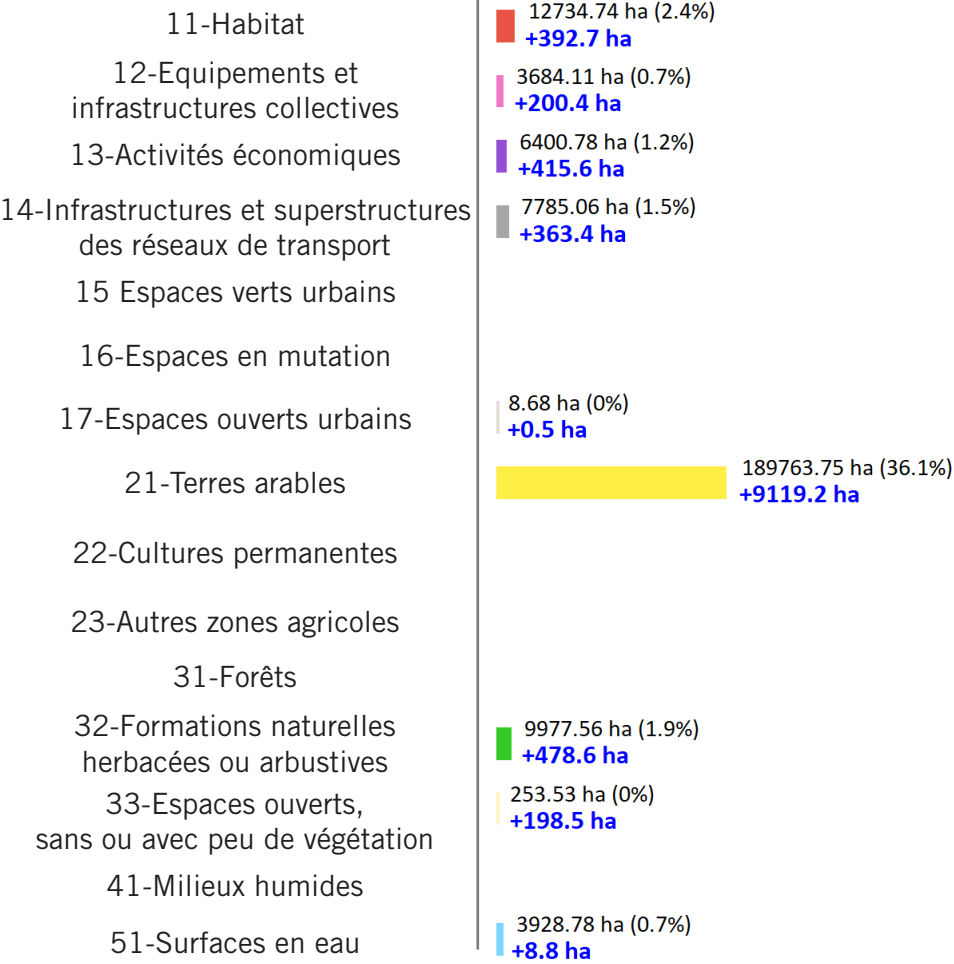 11-Habitat
12734.74 ha (2.4%)
+392.7 ha
12-Equipements et
infrastructures collectives
3684.11 ha (0.7%)
+200.4 ha
13-Activités économiques
6400.78 ha (1.2%)
+415.6 ha
14-Infrastructures et superstructures
des réseaux de transport
7785.06 ha (1.5%)
+363.4 ha
15 Espaces verts urbains
16-Espaces en mutation
17-Espaces ouverts urbains
8.68 ha (0%)
+0.5 ha
21-Terres arables
189763.75 ha (36.1%)
+9119.2 ha
22-Cultures permanentes
23-Autres zones agricoles
31-Forêts
32-Formations naturelles
herbacées ou arbustives
9977.56 ha (1.9%)
+478.6 ha
33-Espaces ouverts,
sans ou avec peu de végétation
253.53 ha (0%)
+198.5 ha
41-Milieux humides
51-Surfaces en eau
3928.78 ha (0.7%)
+8.8 ha